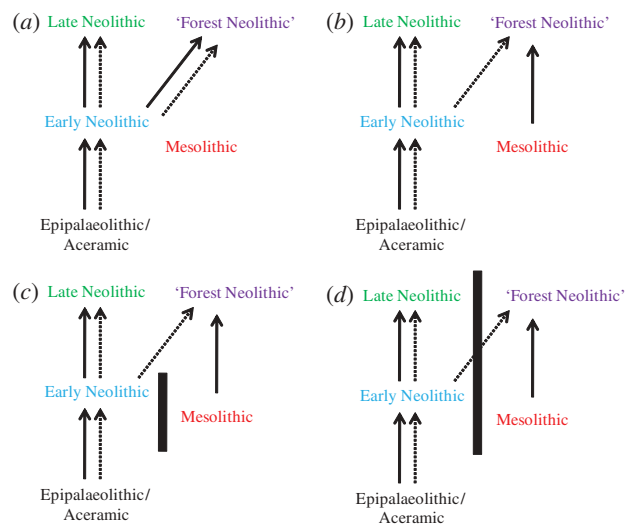 (a)
Late Neolithic
‘Forest Neolithic’
Early Neolithic
Mesolithic
Epipalaeolithic/
Aceramic
(b)
Late Neolithic
‘Forest Neolithic’
Early Neolithic
Mesolithic
Epipalaeolithic/
Aceramic
(c)
Late Neolithic
‘Forest Neolithic’
Early Neolithic
Mesolithic
Epipalaeolithic/
Aceramic
(d)
Late Neolithic
‘Forest Neolithic’
Early Neolithic
Mesolithic
Epipalaeolithic/
Aceramic